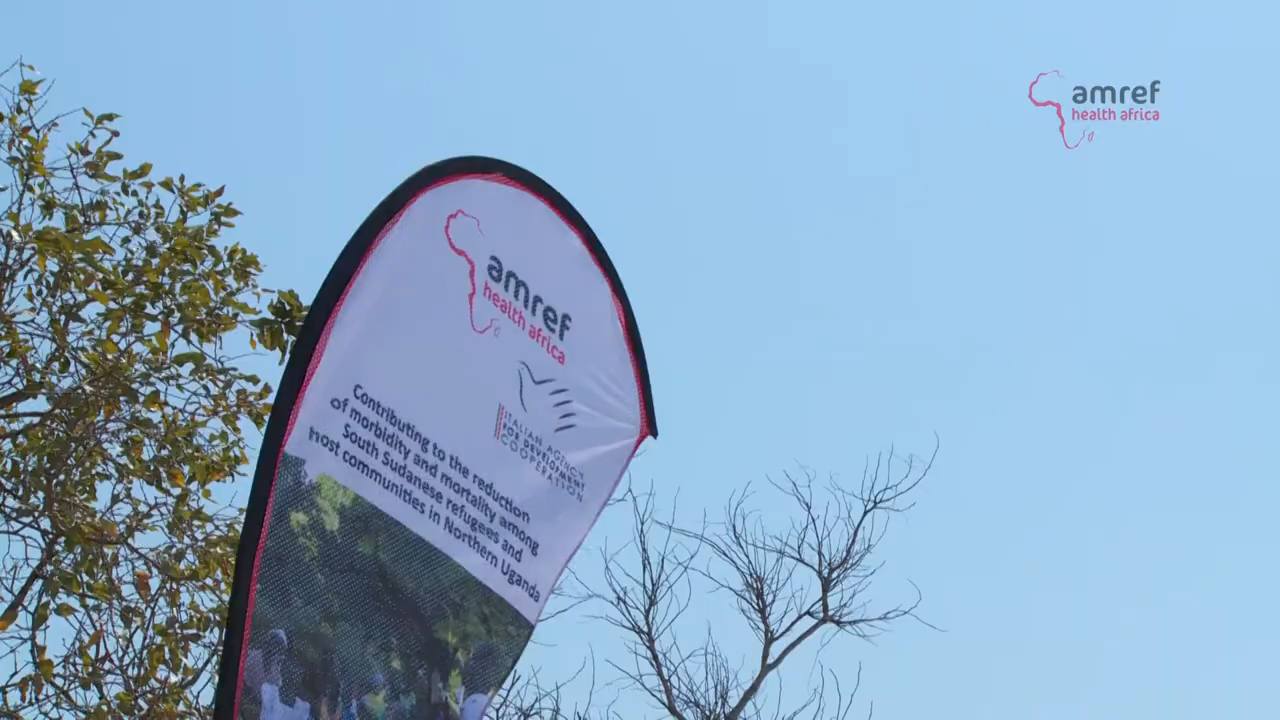 amref
health africa
amref
health africa
ITALIAN AGENCY
FOR DEVELOPMENT
COOPERATION
Contributing to the reduction
of morbidity and mortality among
South Sudanese refugees and
host communities in Northern Uganda